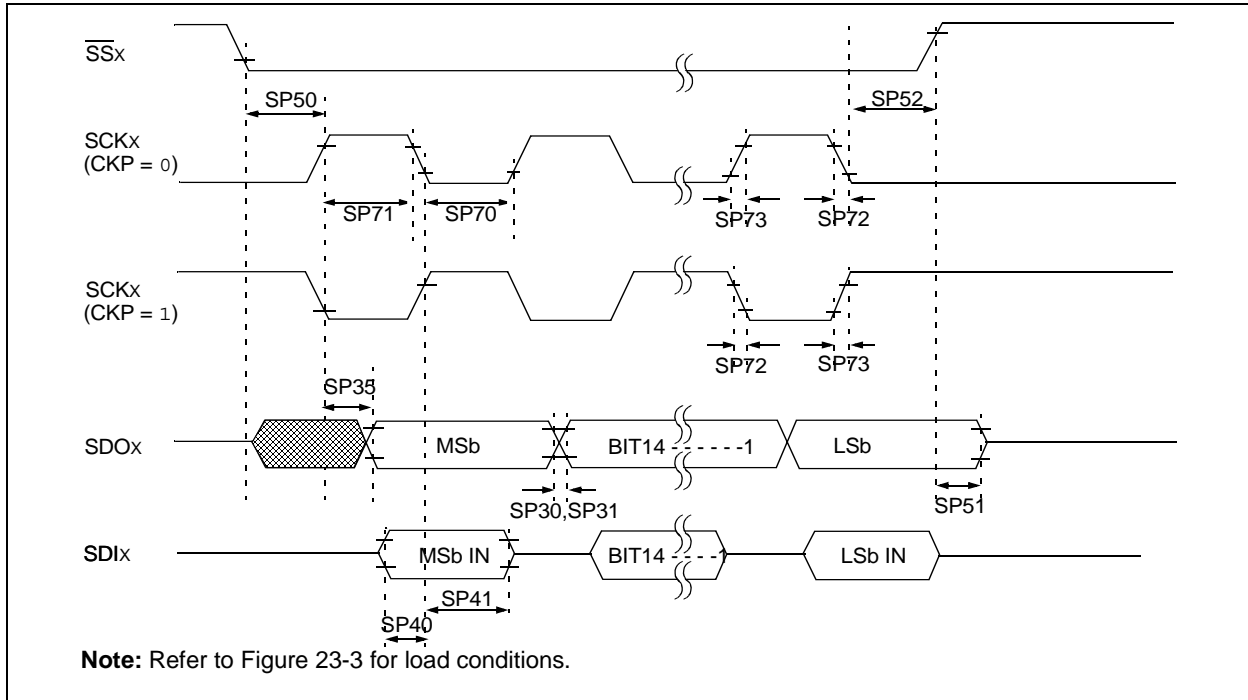 SSX
SP50
SP52
SCKX
(CKP = 0)
SP71
SP70
SP73
SP72
SCKX
(CKP = 1)
SP72
SP73
SP35
SDOX
MSb
BIT14 - - - - - -1
LSb
SP30,SP31
SP51
SDIX
MSb IN
BIT14 - - - - -1
LSb IN
SP41
SP40
Note: Refer to Figure 23-3 for load conditions.